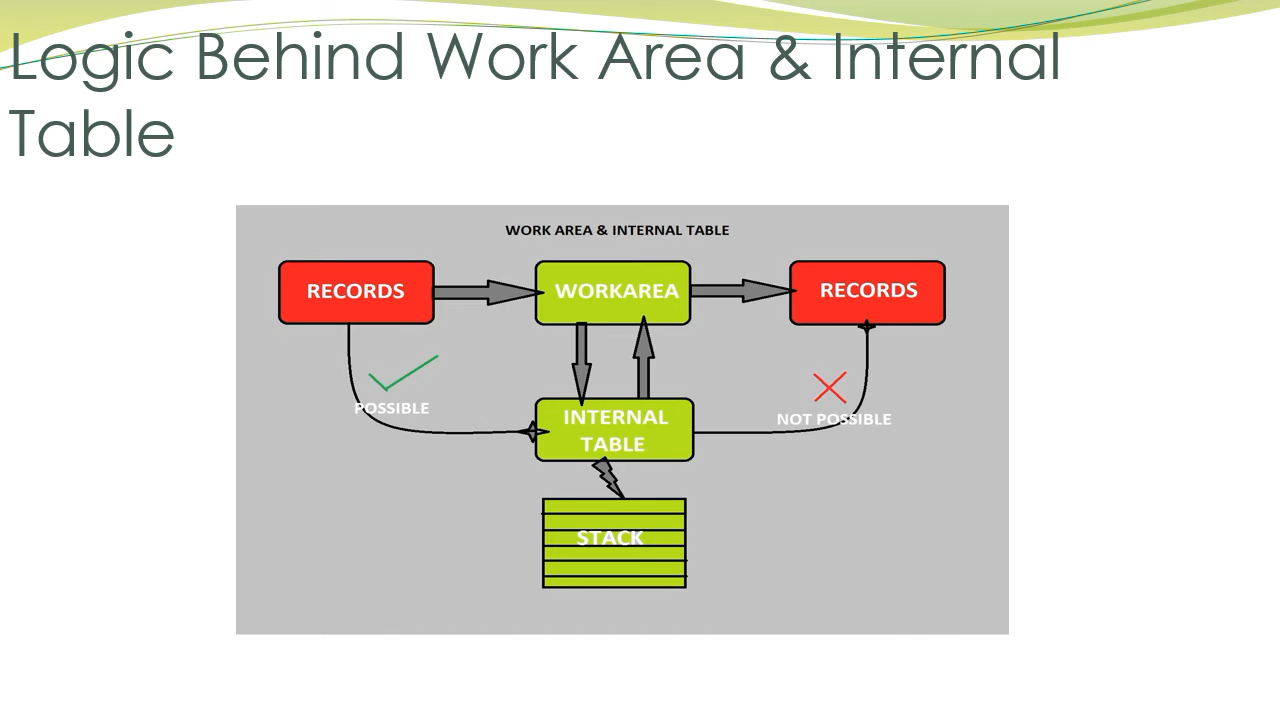 Logic Behind Work Area & Internal
Table
WORK AREA & INTERNAL TABLE
RECORDS
WORKAREA
RECORDS
POSSIBLE
NOT POSSIBLE
INTERNAL
TABLE
STACK